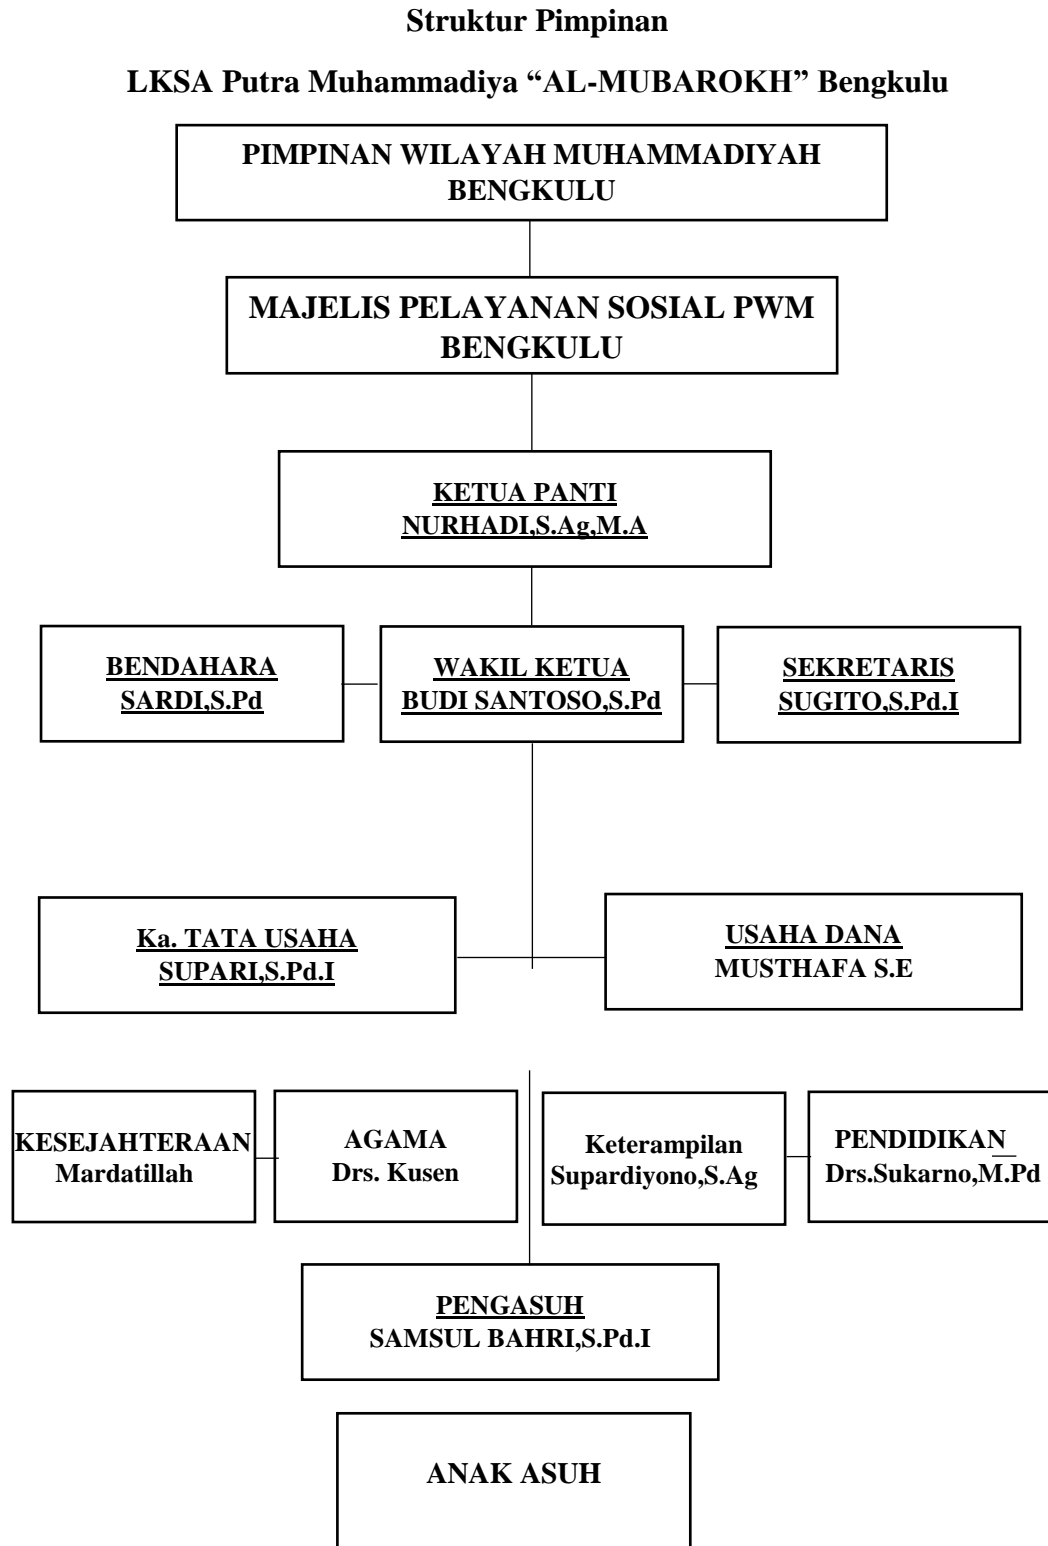 Struktur Pimpinan
LKSA Putra Muhammadiya “AL-MUBAROKH” Bengkulu
PIMPINAN WILAYAH MUHAMMADIYAH
BENGKULU
MAJELIS PELAYANAN SOSIAL PWM
BENGKULU
KETUA PANTI
NURHADI,S.Ag,M.A
BENDAHARA
SARDI,S.Pd
WAKIL KETUA
BUDI SANTOSO,S.Pd
SEKRETARIS
SUGITO,S.Pd.I
Ka. TATA USAHA
SUPARI,S.Pd.I
USAHA DANA
MUSTHAFA S.E
KESEJAHTERAAN
Mardatillah
AGAMA
Drs. Kusen
Keterampilan
Supardiyono,S.Ag
PENDIDIKAN
Drs.Sukarno,M.Pd
PENGASUH
SAMSUL BAHRI,S.Pd.I
ANAK ASUH